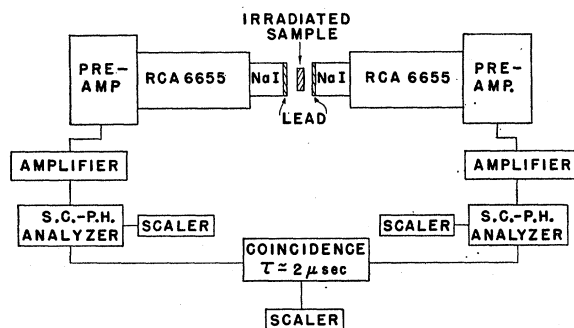 IRRADIATED
SAMPLE
PRE-
AMP
RCA 6655
NaI
NaI
RCA 6655
PRE-
AMP.
LEAD
AMPLIFIER
AMPLIFIER
S.C.-P.H.
ANALYZER
SCALER
SCALER
S.C.-P.H.
ANALYZER
COINCIDENCE
τ ≃ 2 μsec
SCALER